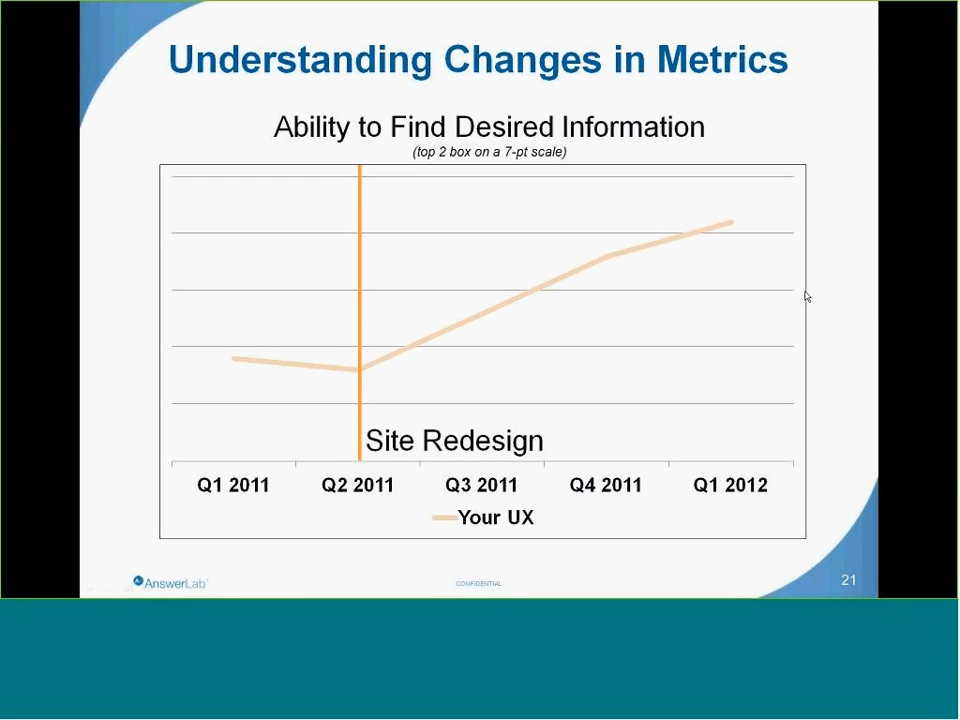 Understanding Changes in Metrics
Ability to Find Desired Information
(top 2 box on a 7-pt scale)
Site Redesign
Q1 2011 Q2 2011 Q3 2011 Q4 2011 Q1 2012
Your UX
AnswerLab CONFIDENTIAL 21